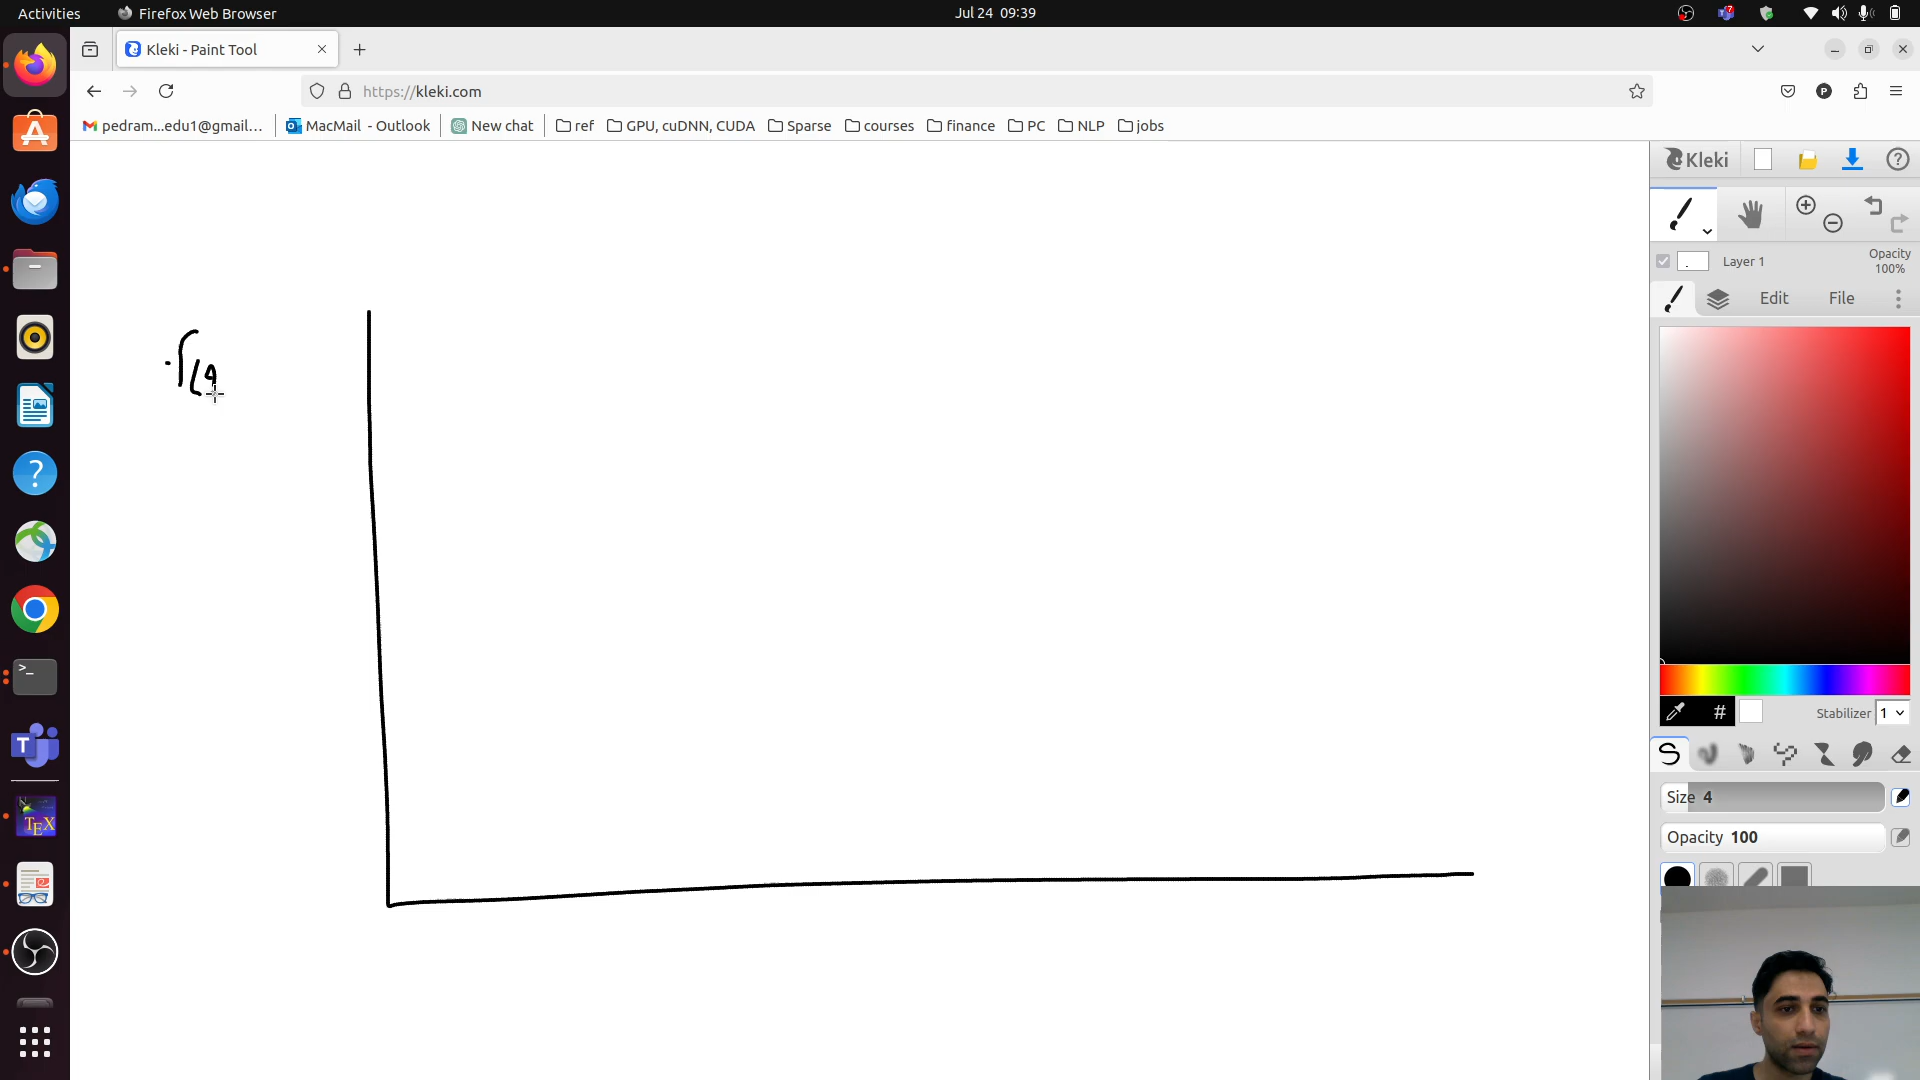 Activities Firefox Web Browser Jul 24 09:39
Kleki - Paint Tool
https://kleki.com
pedram...edu1@gmail... MacMail - Outlook New chat ref GPU, cuDNN, CUDA Sparse courses finance PC NLP jobs
Kleki
Layer 1 Opacity 100%
Edit File
# Stabilizer 1
Size 4
Opacity 100